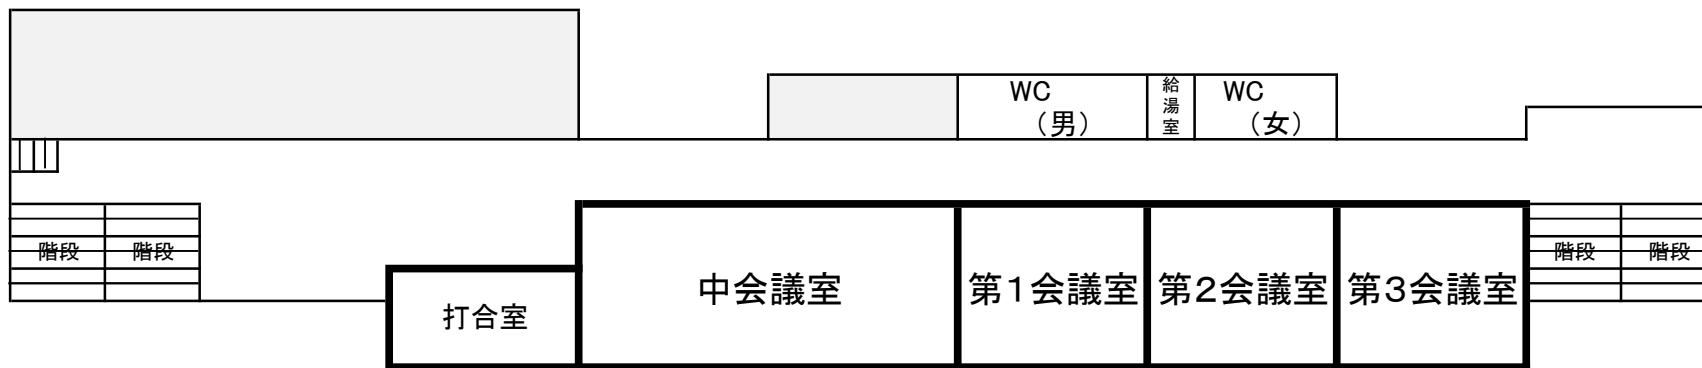 WC
（男）
給
湯
室
WC
（女）
階段
階段
打合室
中会議室
第1会議室
第2会議室
第3会議室
階段
階段